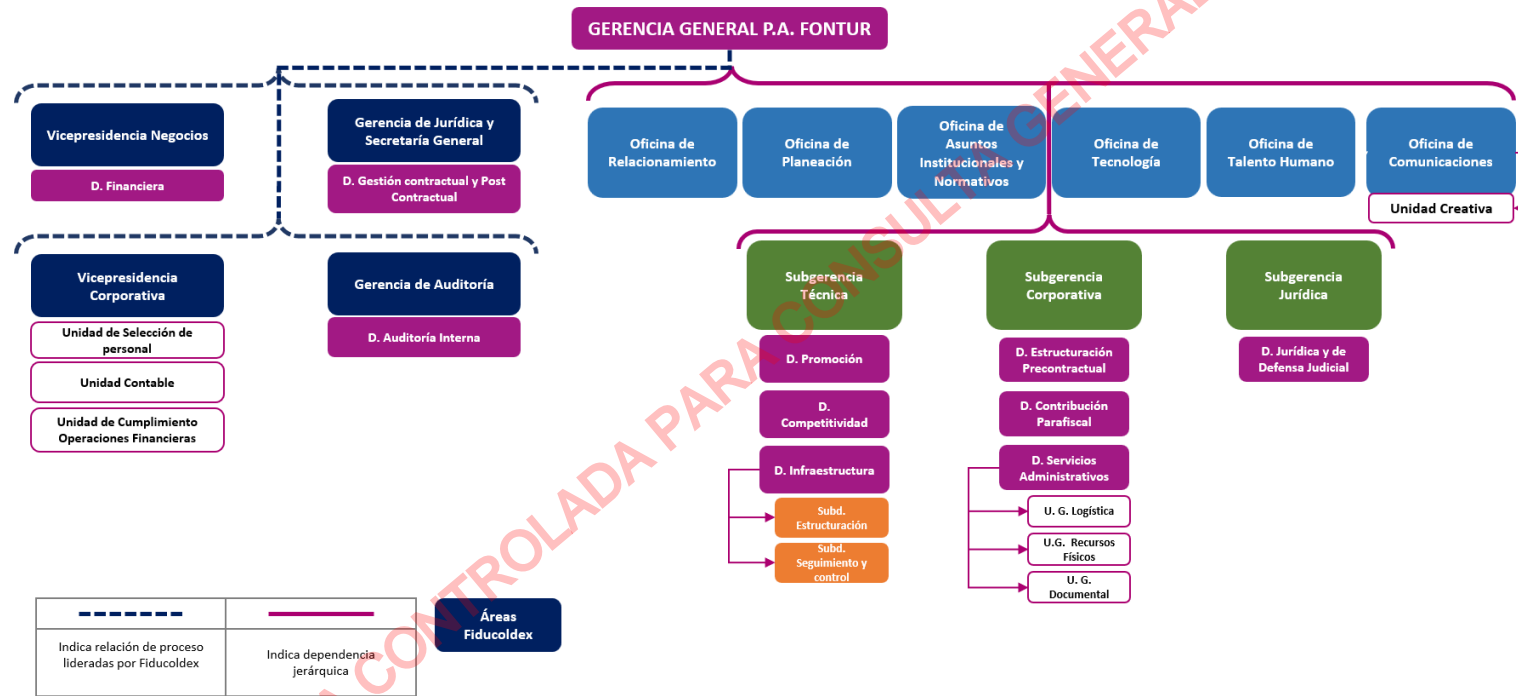 GERENCIA GENERAL P.A. FONTUR
Vicepresidencia Negocios
D. Financiera
Gerencia de Jurídica y
Secretaría General
D. Gestión contractual y Post
Contractual
Vicepresidencia
Corporativa
Unidad de Selección de
personal
Unidad Contable
Unidad de Cumplimiento
Operaciones Financieras
Gerencia de Auditoría
D. Auditoría Interna
Oficina de
Relacionamiento
Oficina de
Planeación
Oficina de
Asuntos
Institucionales y
Normativos
Oficina de
Tecnología
Oficina de
Talento Humano
Oficina de
Comunicaciones
Unidad Creativa
Subgerencia
Técnica
D. Promoción
D.
Competitividad
D. Infraestructura
Subd.
Estructuración
Subd.
Seguimiento y
control
Subgerencia
Corporativa
D. Estructuración
Precontractual
D. Contribución
Parafiscal
D. Servicios
Administrativos
U. G. Logística
U.G. Recursos
Físicos
U. G.
Documental
Subgerencia
Jurídica
D. Jurídica y de
Defensa Judicial
Indica relación de proceso
lideradas por Fiducoldex
Indica dependencia
jerárquica
Áreas
Fiducoldex
A CONTROLADA PARA CONSULTA GENERAL